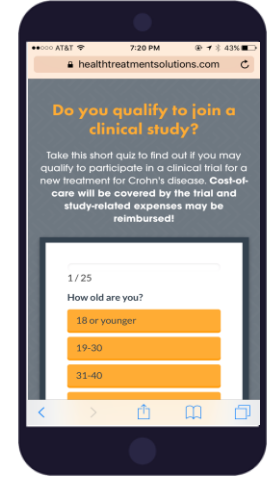 ●●○○○ AT&T 7:20 PM 43%
healthtreatmentsolutions.com
Do you qualify to join a
clinical study?
Take this short quiz to find out if you may
qualify to participate in a clinical trial for a
new treatment for Crohn's disease. Cost-of-
care will be covered by the trial and
study-related expenses may be
reimbursed!
1 / 25
How old are you?
18 or younger
19-30
31-40